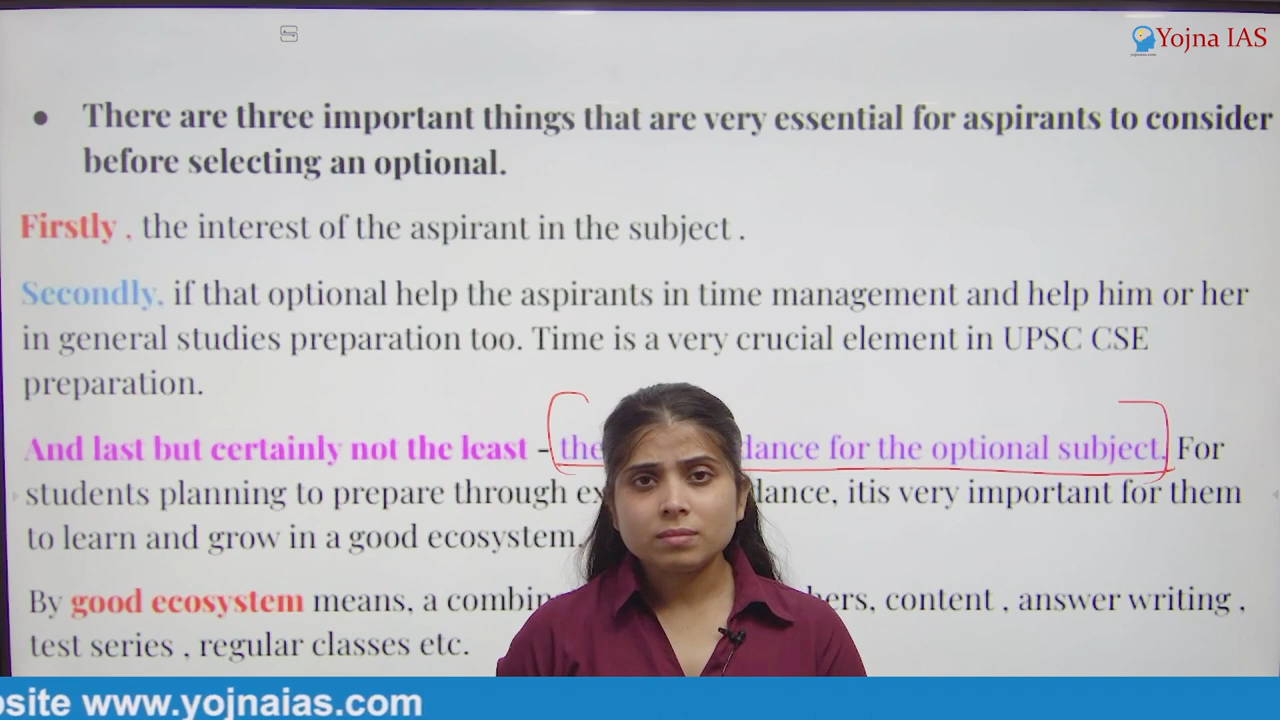 Yojna IAS
• There are three important things that are very essential for aspirants to consider
before selecting an optional.
Firstly , the interest of the aspirant in the subject .
Secondly, if that optional help the aspirants in time management and help him or her
in general studies preparation too. Time is a very crucial element in UPSC CSE
preparation.
And last but certainly not the least - the dance for the optional subject. For
students planning to prepare through ex dance, itis very important for them
to learn and grow in a good ecosystem.
By good ecosystem means, a combin hers, content , answer writing ,
test series , regular classes etc.
osite www.yojnaias.com